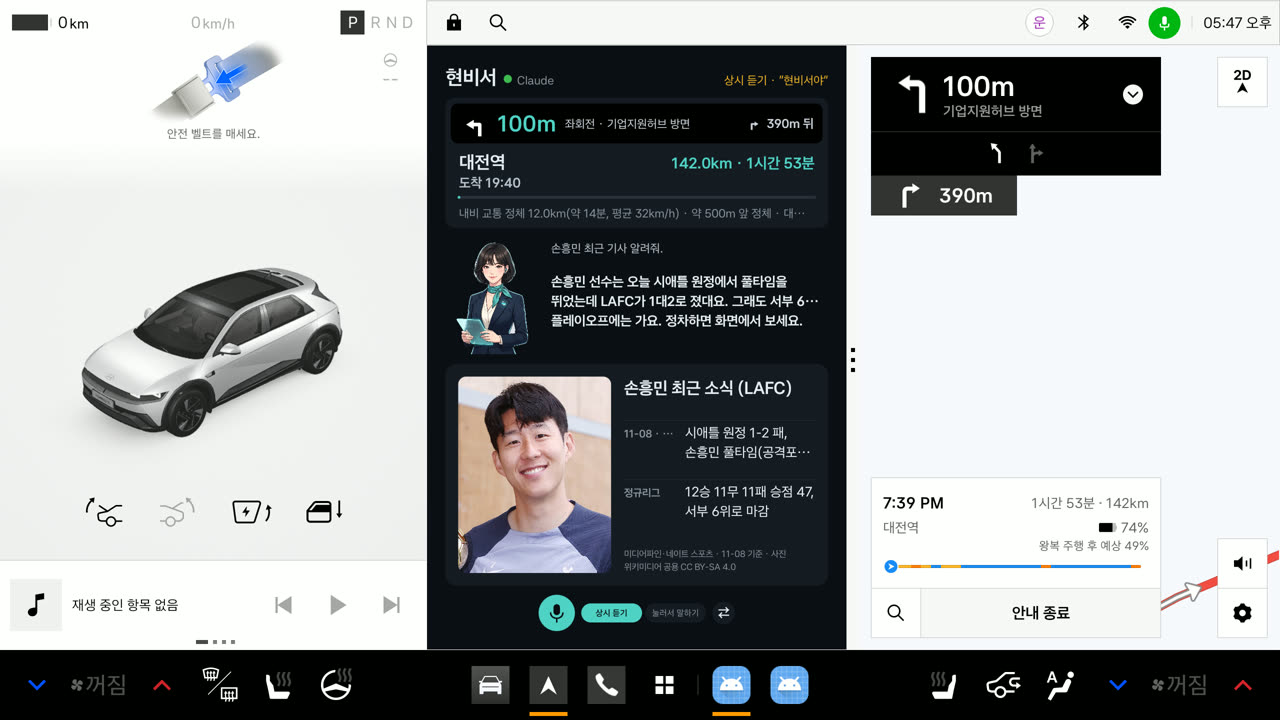 0 km
0 km/h
P R N D
안전 벨트를 매세요.
재생 중인 항목 없음
운
05:47 오후
현비서
Claude
상시 듣기 · "현비서야"
100m 좌회전 · 기업지원허브 방면
390m 뒤
대전역
142.0km · 1시간 53분
도착 19:40
내비 교통 정체 12.0km(약 14분, 평균 32km/h) · 약 500m 앞 정체 · 대…
손흥민 최근 기사 알려줘.
손흥민 선수는 오늘 시애틀 원정에서 풀타임을
뛰었는데 LAFC가 1대2로 졌대요. 그래도 서부 6…
플레이오프에는 가요. 정차하면 화면에서 보세요.
손흥민 최근 소식 (LAFC)
11-08 · …
시애틀 원정 1-2 패,
손흥민 풀타임(공격포…
정규리그
12승 11무 11패 승점 47,
서부 6위로 마감
미디어파인·네이트 스포츠 · 11-08 기준 · 사진
위키미디어 공용 CC BY-SA 4.0
상시 듣기
눌러서 말하기
100m
기업지원허브 방면
390m
2D
7:39 PM
1시간 53분 · 142km
대전역
74%
왕복 주행 후 예상 49%
안내 종료
꺼짐
A
꺼짐